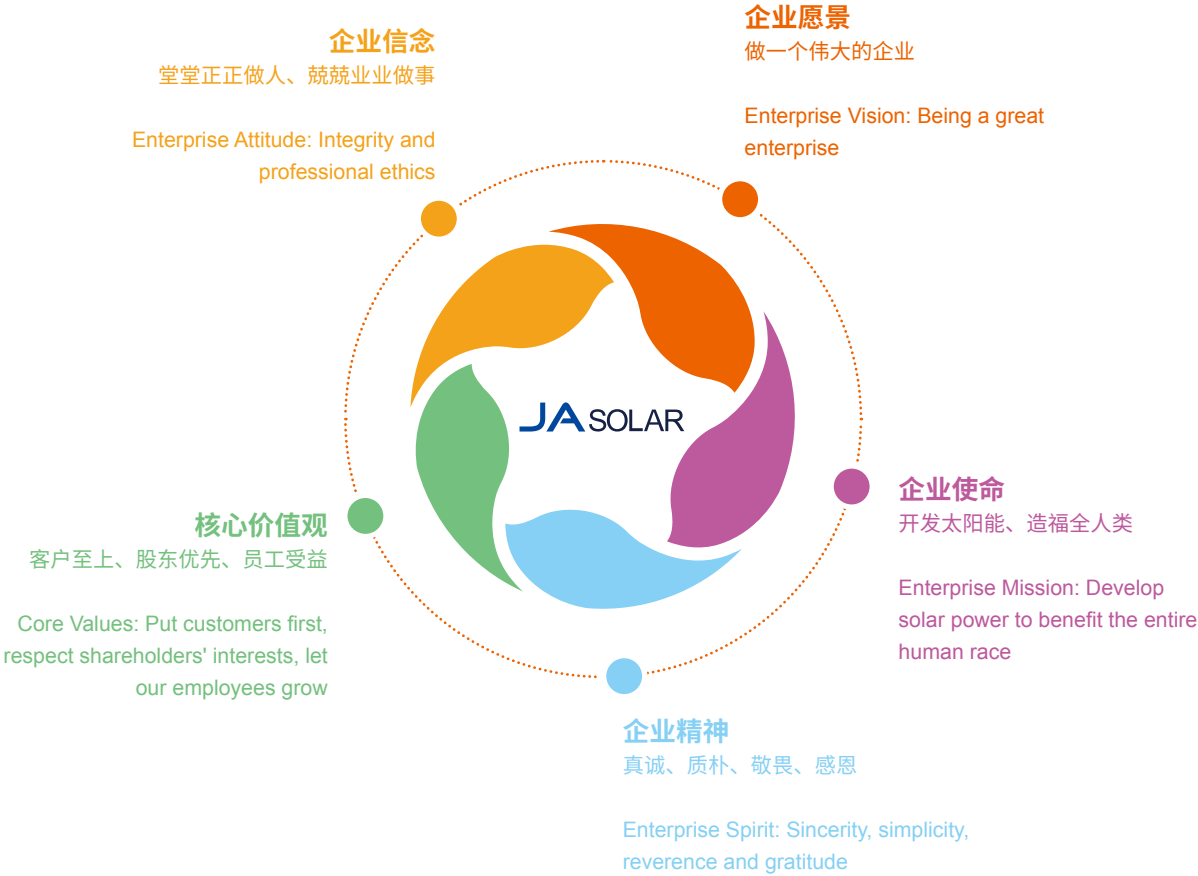 企业信念
堂堂正正做人、兢兢业业做事
Enterprise Attitude: Integrity and
professional ethics
企业愿景
做一个伟大的企业
Enterprise Vision: Being a great
enterprise
JA SOLAR
企业使命
开发太阳能、造福全人类
Enterprise Mission: Develop
solar power to benefit the entire
human race
核心价值观
客户至上、股东优先、员工受益
Core Values: Put customers first,
respect shareholders' interests, let
our employees grow
企业精神
真诚、质朴、敬畏、感恩
Enterprise Spirit: Sincerity, simplicity,
reverence and gratitude